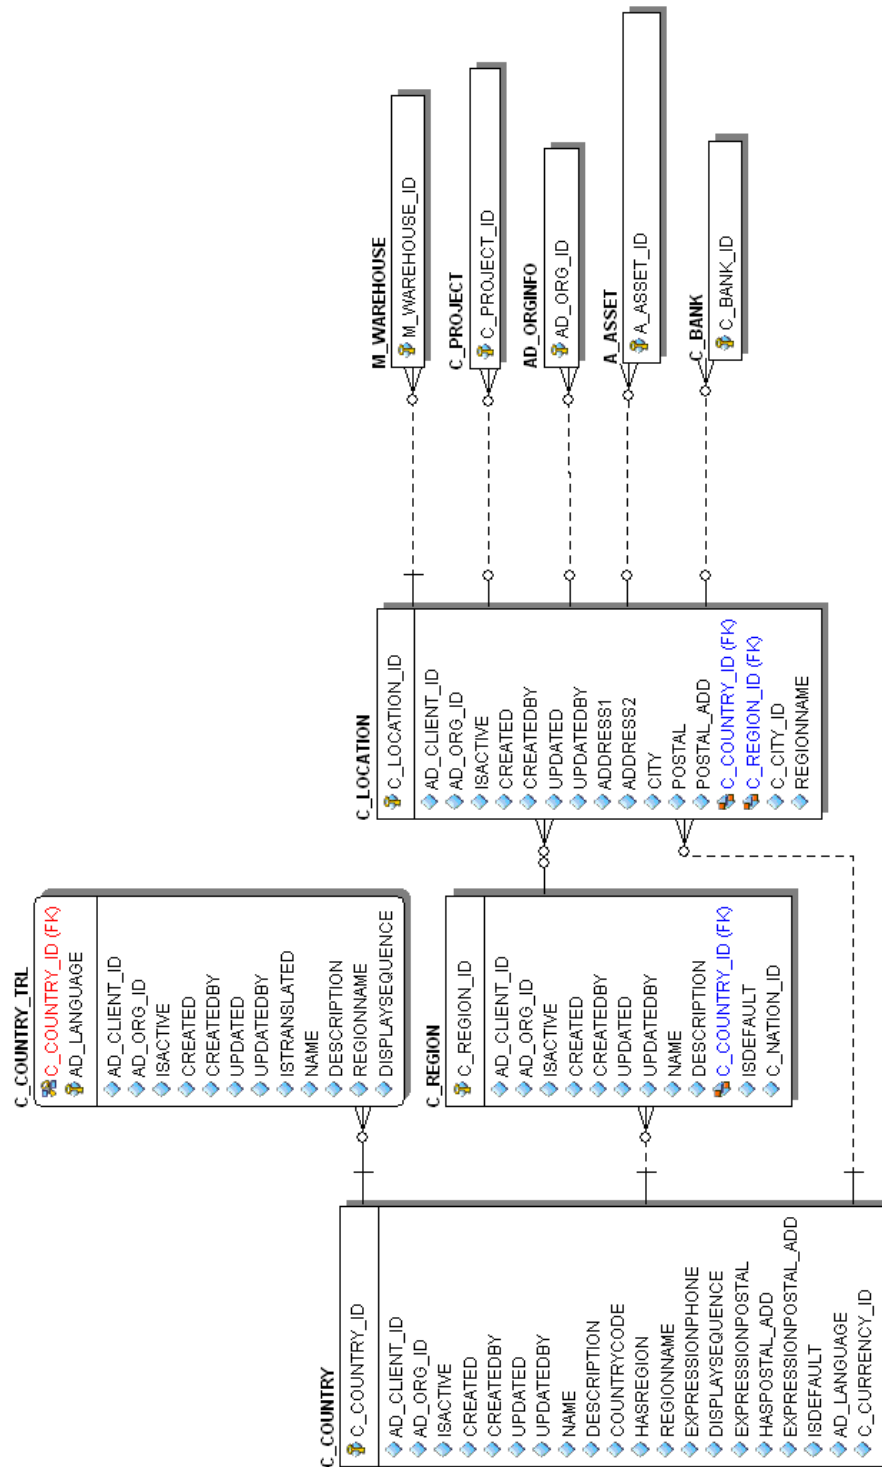 C_COUNTRY
C_COUNTRY_ID
AD_CLIENT_ID
AD_ORG_ID
ISACTIVE
CREATED
CREATEDBY
UPDATED
UPDATEDBY
NAME
DESCRIPTION
COUNTRYCODE
HASREGION
REGIONNAME
EXPRESSIONPHONE
DISPLAYSEQUENCE
EXPRESSIONPOSTAL
HASPOSTAL_ADD
EXPRESSIONPOSTAL_ADD
ISDEFAULT
AD_LANGUAGE
C_CURRENCY_ID
C_COUNTRY_TRL
C_COUNTRY_ID (FK)
AD_LANGUAGE
AD_CLIENT_ID
AD_ORG_ID
ISACTIVE
CREATED
CREATEDBY
UPDATED
UPDATEDBY
ISTRANSLATED
NAME
DESCRIPTION
REGIONNAME
DISPLAYSEQUENCE
C_REGION
C_REGION_ID
AD_CLIENT_ID
AD_ORG_ID
ISACTIVE
CREATED
CREATEDBY
UPDATED
UPDATEDBY
NAME
DESCRIPTION
C_COUNTRY_ID (FK)
ISDEFAULT
C_NATION_ID
C_LOCATION
C_LOCATION_ID
AD_CLIENT_ID
AD_ORG_ID
ISACTIVE
CREATED
CREATEDBY
UPDATED
UPDATEDBY
ADDRESS1
ADDRESS2
CITY
POSTAL
POSTAL_ADD
C_COUNTRY_ID (FK)
C_REGION_ID (FK)
C_CITY_ID
REGIONNAME
M_WAREHOUSE
M_WAREHOUSE_ID
C_PROJECT
C_PROJECT_ID
AD_ORGINFO
AD_ORG_ID
A_ASSET
A_ASSET_ID
C_BANK
C_BANK_ID